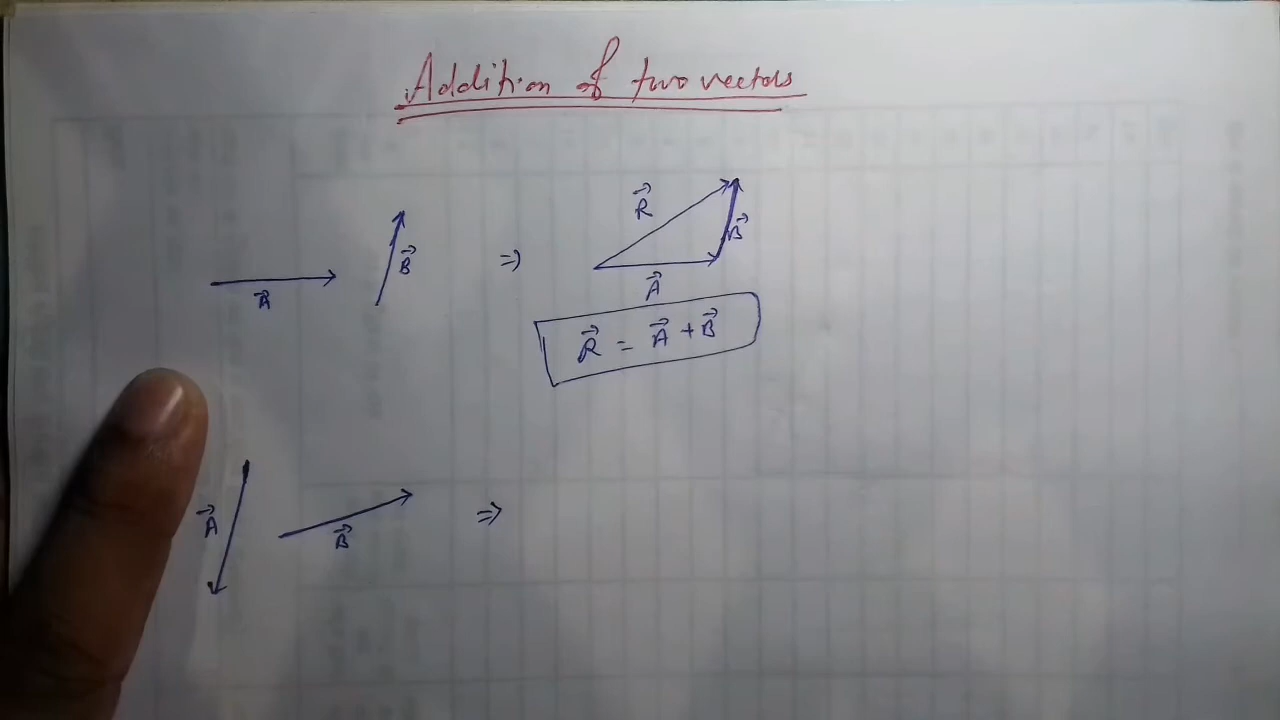 Addition of two vectors
R⃗
B⃗ ⇒ B⃗
A⃗ A⃗
R⃗ = A⃗ + B⃗
A⃗ B⃗ ⇒